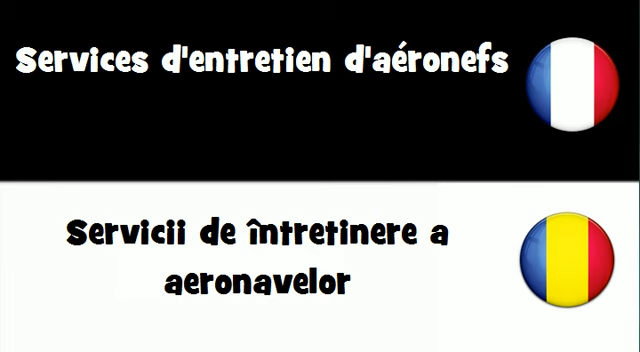 Services d'entretien d'aéronefs
Servicii de întretinere a
aeronavelor